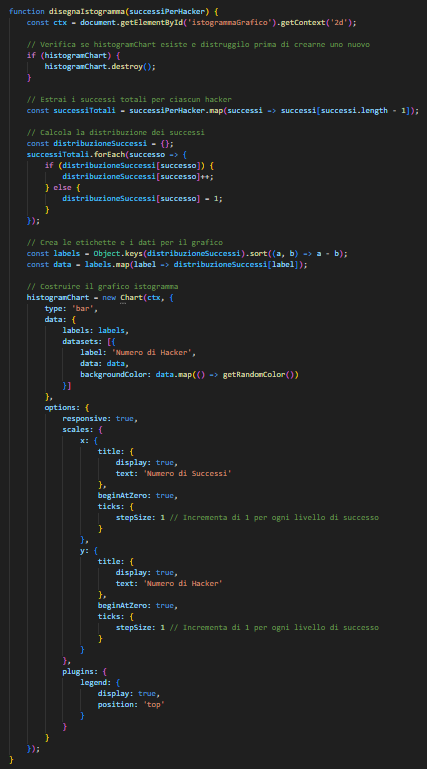 function disegnaIstogramma(successiPerHacker) {
const ctx = document.getElementById('istogrammaGrafico').getContext('2d');
// Verifica se histogramChart esiste e distruggilo prima di crearne uno nuovo
if (histogramChart) {
histogramChart.destroy();
}
// Estrai i successi totali per ciascun hacker
const successiTotali = successiPerHacker.map(successi => successi[successi.length - 1]);
// Calcola la distribuzione dei successi
const distribuzioneSuccessi = {};
successiTotali.forEach(successo => {
if (distribuzioneSuccessi[successo]) {
distribuzioneSuccessi[successo]++;
} else {
distribuzioneSuccessi[successo] = 1;
}
});
// Crea le etichette e i dati per il grafico
const labels = Object.keys(distribuzioneSuccessi).sort((a, b) => a - b);
const data = labels.map(label => distribuzioneSuccessi[label]);
// Costruire il grafico istogramma
histogramChart = new Chart(ctx, {
type: 'bar',
data: {
labels: labels,
datasets: [{
label: 'Numero di Hacker',
data: data,
backgroundColor: data.map(() => getRandomColor())
}]
},
options: {
responsive: true,
scales: {
x: {
title: {
display: true,
text: 'Numero di Successi'
},
beginAtZero: true,
ticks: {
stepSize: 1 // Incrementa di 1 per ogni livello di successo
}
},
y: {
title: {
display: true,
text: 'Numero di Hacker'
},
beginAtZero: true,
ticks: {
stepSize: 1 // Incrementa di 1 per ogni livello di successo
}
}
},
plugins: {
legend: {
display: true,
position: 'top'
}
}
}
});
}